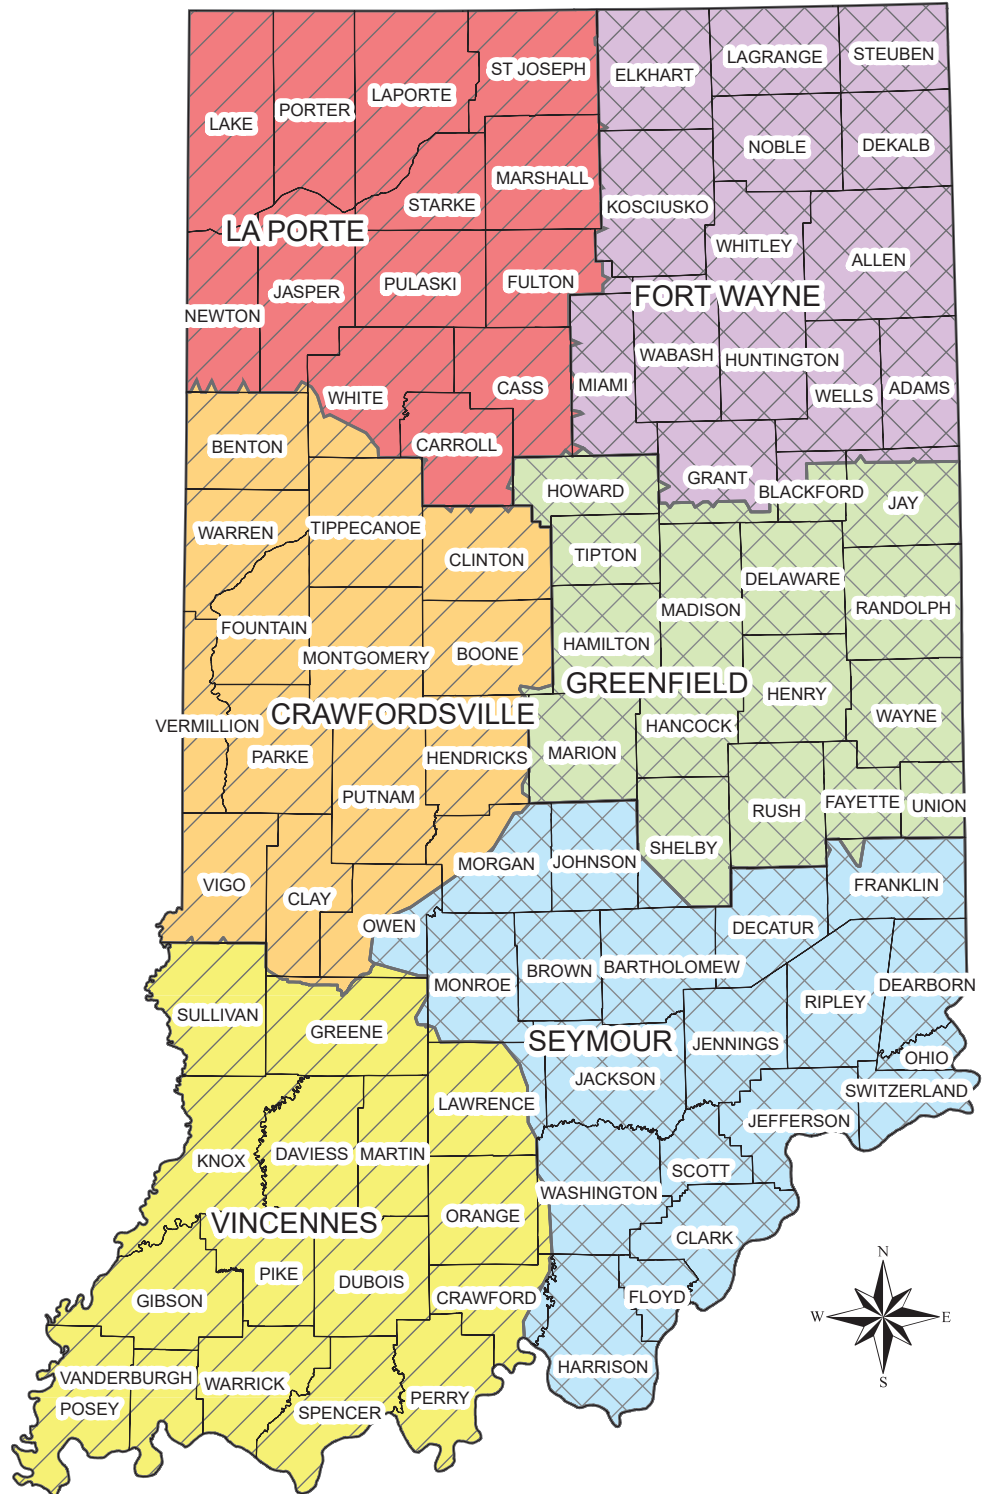 STEUBEN
LAGRANGE
ST JOSEPH
ELKHART
LAPORTE
PORTER
LAKE
NOBLE
DEKALB
MARSHALL
STARKE
KOSCIUSKO
LA PORTE
WHITLEY
ALLEN
PULASKI
FULTON
JASPER
FORT WAYNE
NEWTON
WABASH
HUNTINGTON
MIAMI
CASS
ADAMS
WHITE
WELLS
BENTON
CARROLL
GRANT
HOWARD
BLACKFORD
JAY
WARREN
TIPPECANOE
TIPTON
CLINTON
DELAWARE
MADISON
RANDOLPH
FOUNTAIN
HAMILTON
BOONE
MONTGOMERY
GREENFIELD
HENRY
CRAWFORDSVILLE
WAYNE
VERMILLION
HANCOCK
MARION
PARKE
HENDRICKS
PUTNAM
FAYETTE
UNION
RUSH
SHELBY
MORGAN
JOHNSON
VIGO
FRANKLIN
CLAY
OWEN
DECATUR
BROWN
BARTHOLOMEW
MONROE
DEARBORN
RIPLEY
SULLIVAN
GREENE
SEYMOUR
JENNINGS
OHIO
JACKSON
SWITZERLAND
LAWRENCE
JEFFERSON
DAVIESS
MARTIN
KNOX
SCOTT
WASHINGTON
ORANGE
VINCENNES
CLARK
N
PIKE
DUBOIS
FLOYD
CRAWFORD
GIBSON
W
E
HARRISON
VANDERBURGH
WARRICK
S
PERRY
POSEY
SPENCER